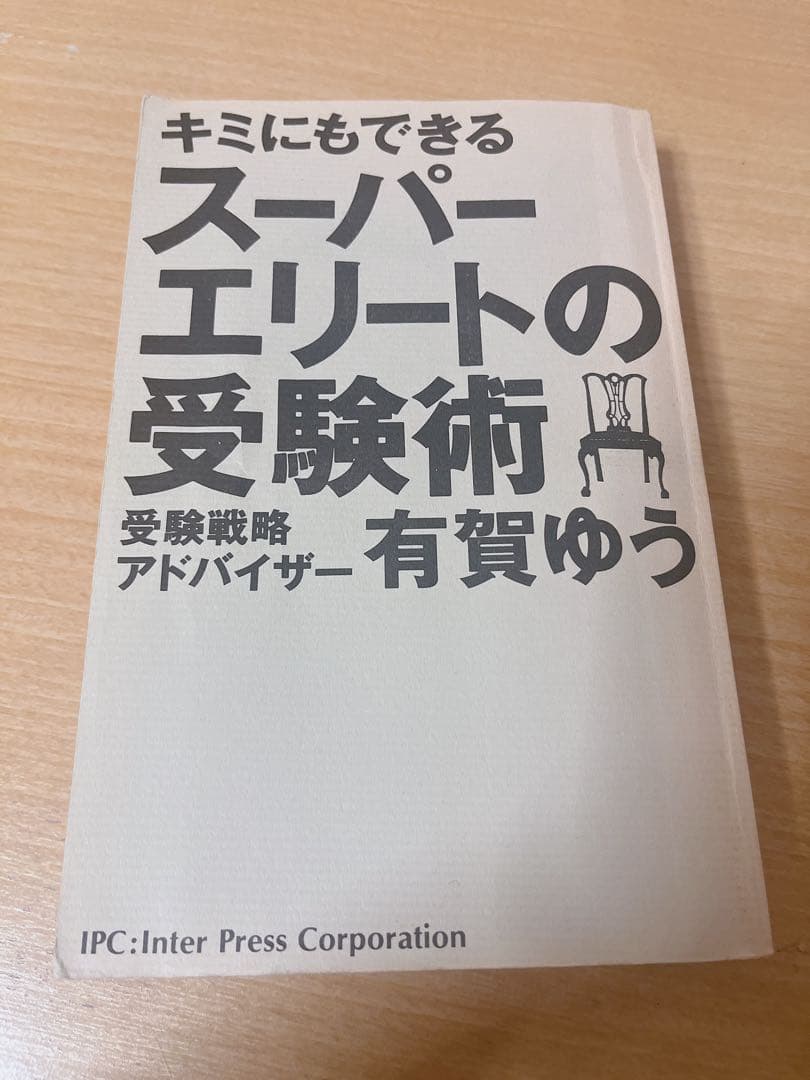 キミにもできる
スーパー
エリートの
受験術
受験戦略
アドバイザー 有賀ゆう
IPC:Inter Press Corporation